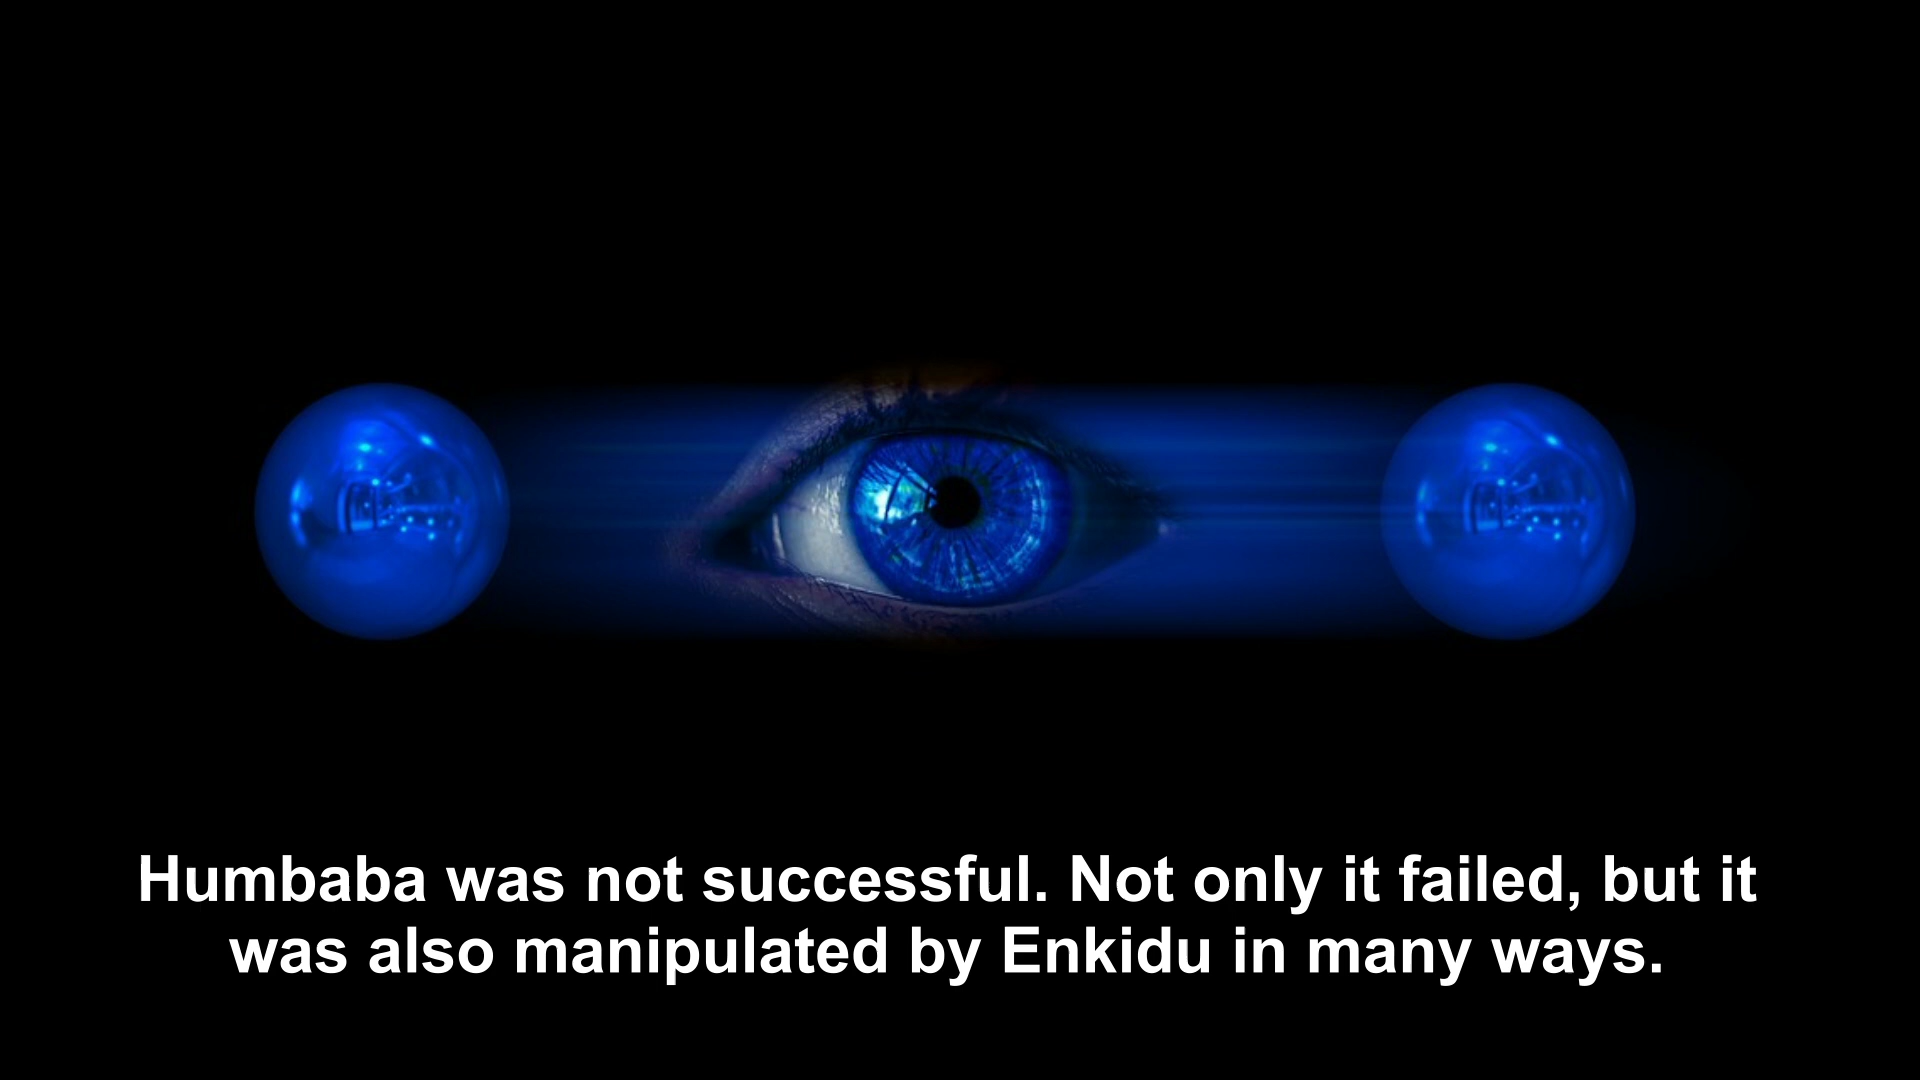 Humbaba was not successful. Not only it failed, but it
was also manipulated by Enkidu in many ways.